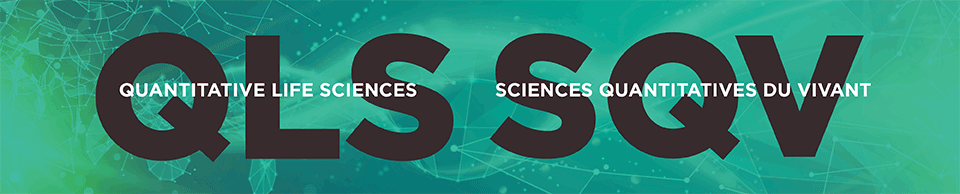 QLS SQV
QUANTITATIVE LIFE SCIENCES
SCIENCES QUANTITATIVES DU VIVANT